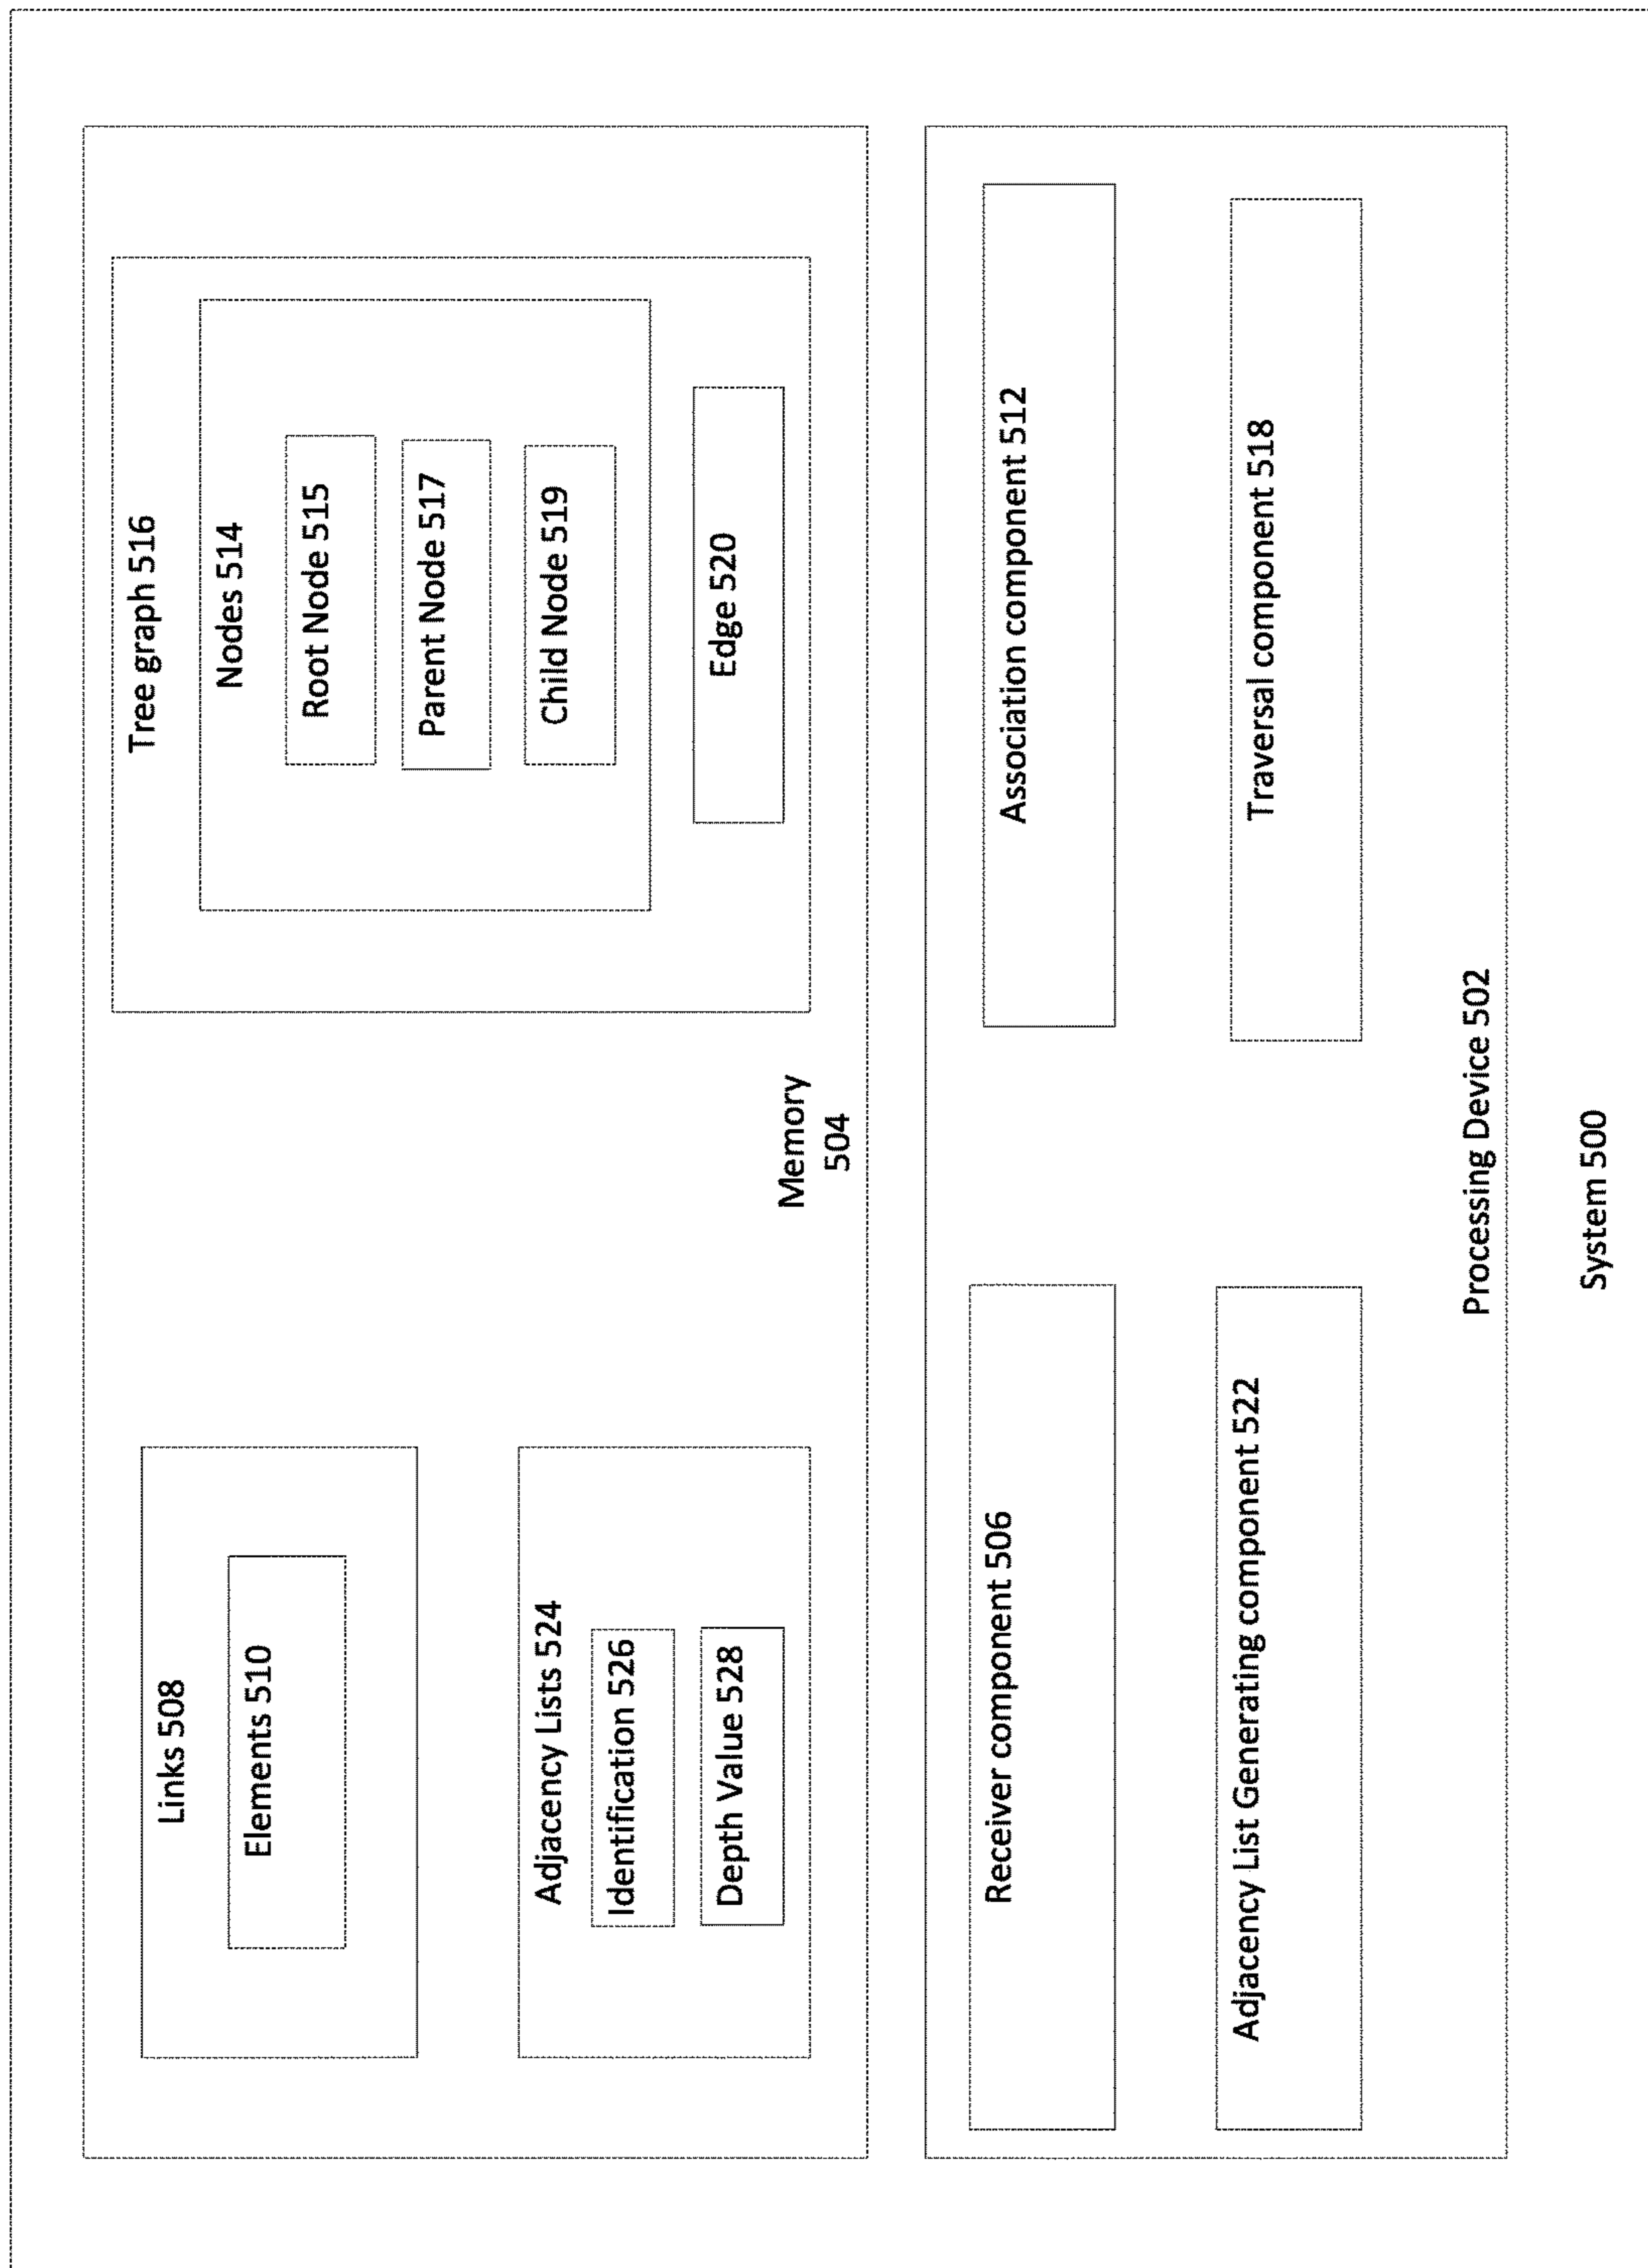 Links 508
Elements 510
Adjacency Lists 524
Identification 526
Depth Value 528
Tree graph 516
Nodes 514
Root Node 515
Parent Node 517
Child Node 519
Edge 520
Memory
504
Receiver component 506
Association component 512
Adjacency List Generating component 522
Traversal component 518
Processing Device 502
System 500